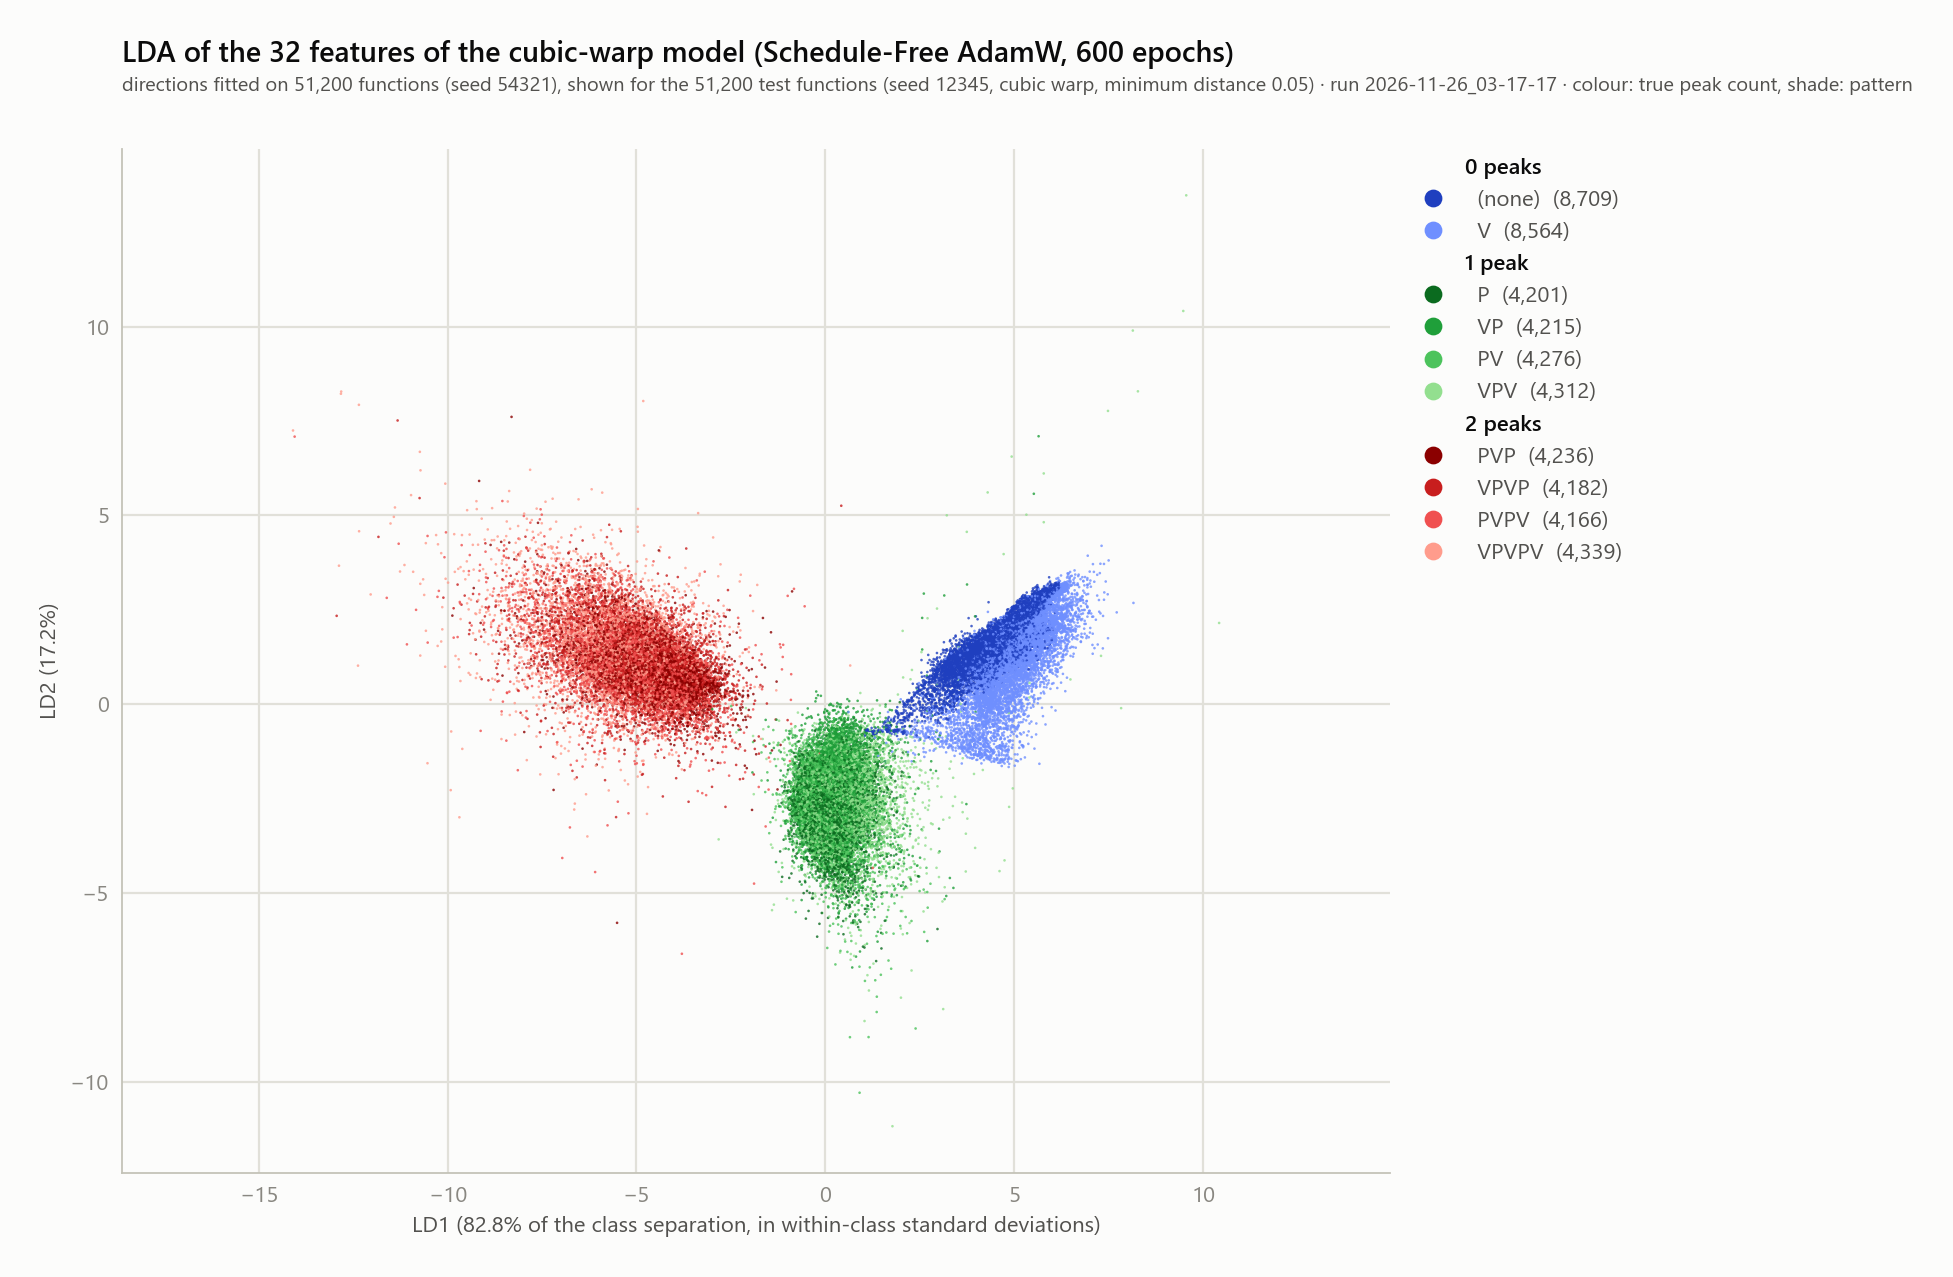 LDA of the 32 features of the cubic-warp model (Schedule-Free AdamW, 600 epochs)
directions fitted on 51,200 functions (seed 54321), shown for the 51,200 test functions (seed 12345, cubic warp, minimum distance 0.05) · run 2026-11-26_03-17-17 · colour: true peak count, shade: pattern
0 peaks
(none) (8,709)
V (8,564)
1 peak
P (4,201)
VP (4,215)
PV (4,276)
VPV (4,312)
2 peaks
PVP (4,236)
VPVP (4,182)
PVPV (4,166)
VPVPV (4,339)
LD2 (17.2%)
10
5
0
−5
−10
−15 −10 −5 0 5 10
LD1 (82.8% of the class separation, in within-class standard deviations)